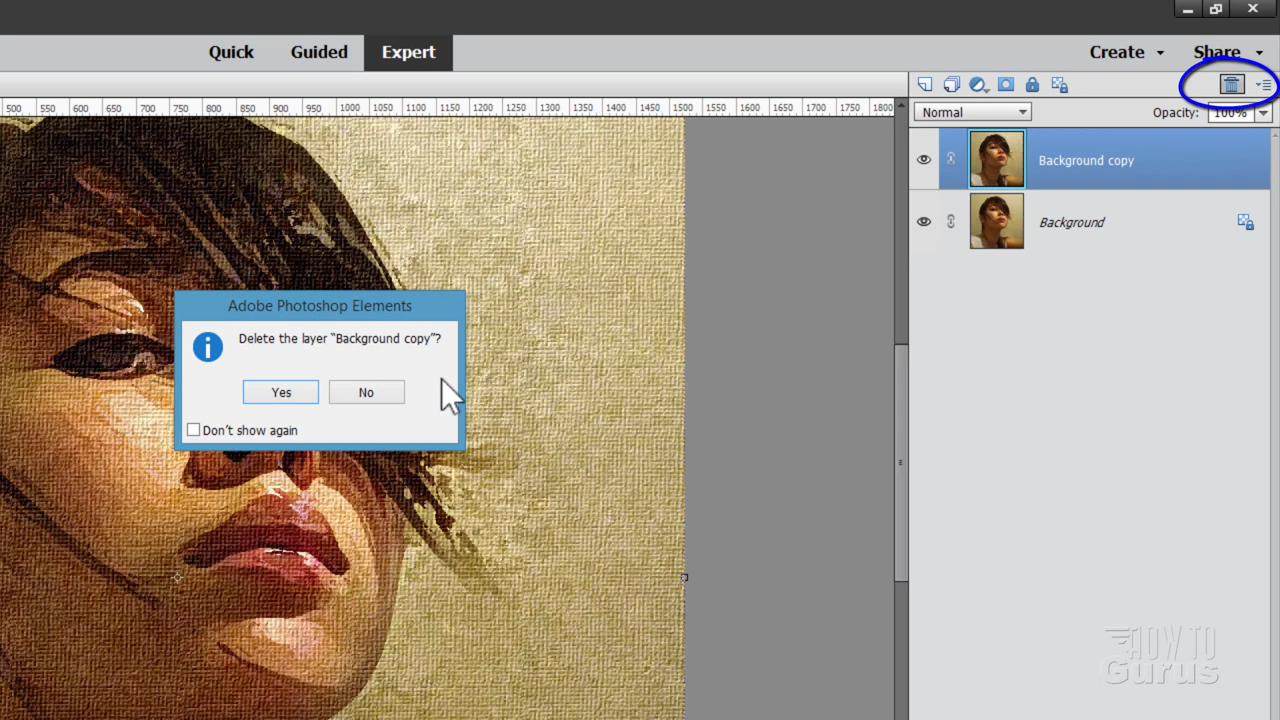 Quick Guided Expert Create Share
500 550 600 650 700 750 800 850 900 950 1000 1050 1100 1150 1200 1250 1300 1350 1400 1450 1500 1550 1600 1650 1700 1750 1800
Normal Opacity: 100%
Background copy
Background
Adobe Photoshop Elements
Delete the layer “Background copy”?
Yes No
Don't show again
HOW TO
Gurus